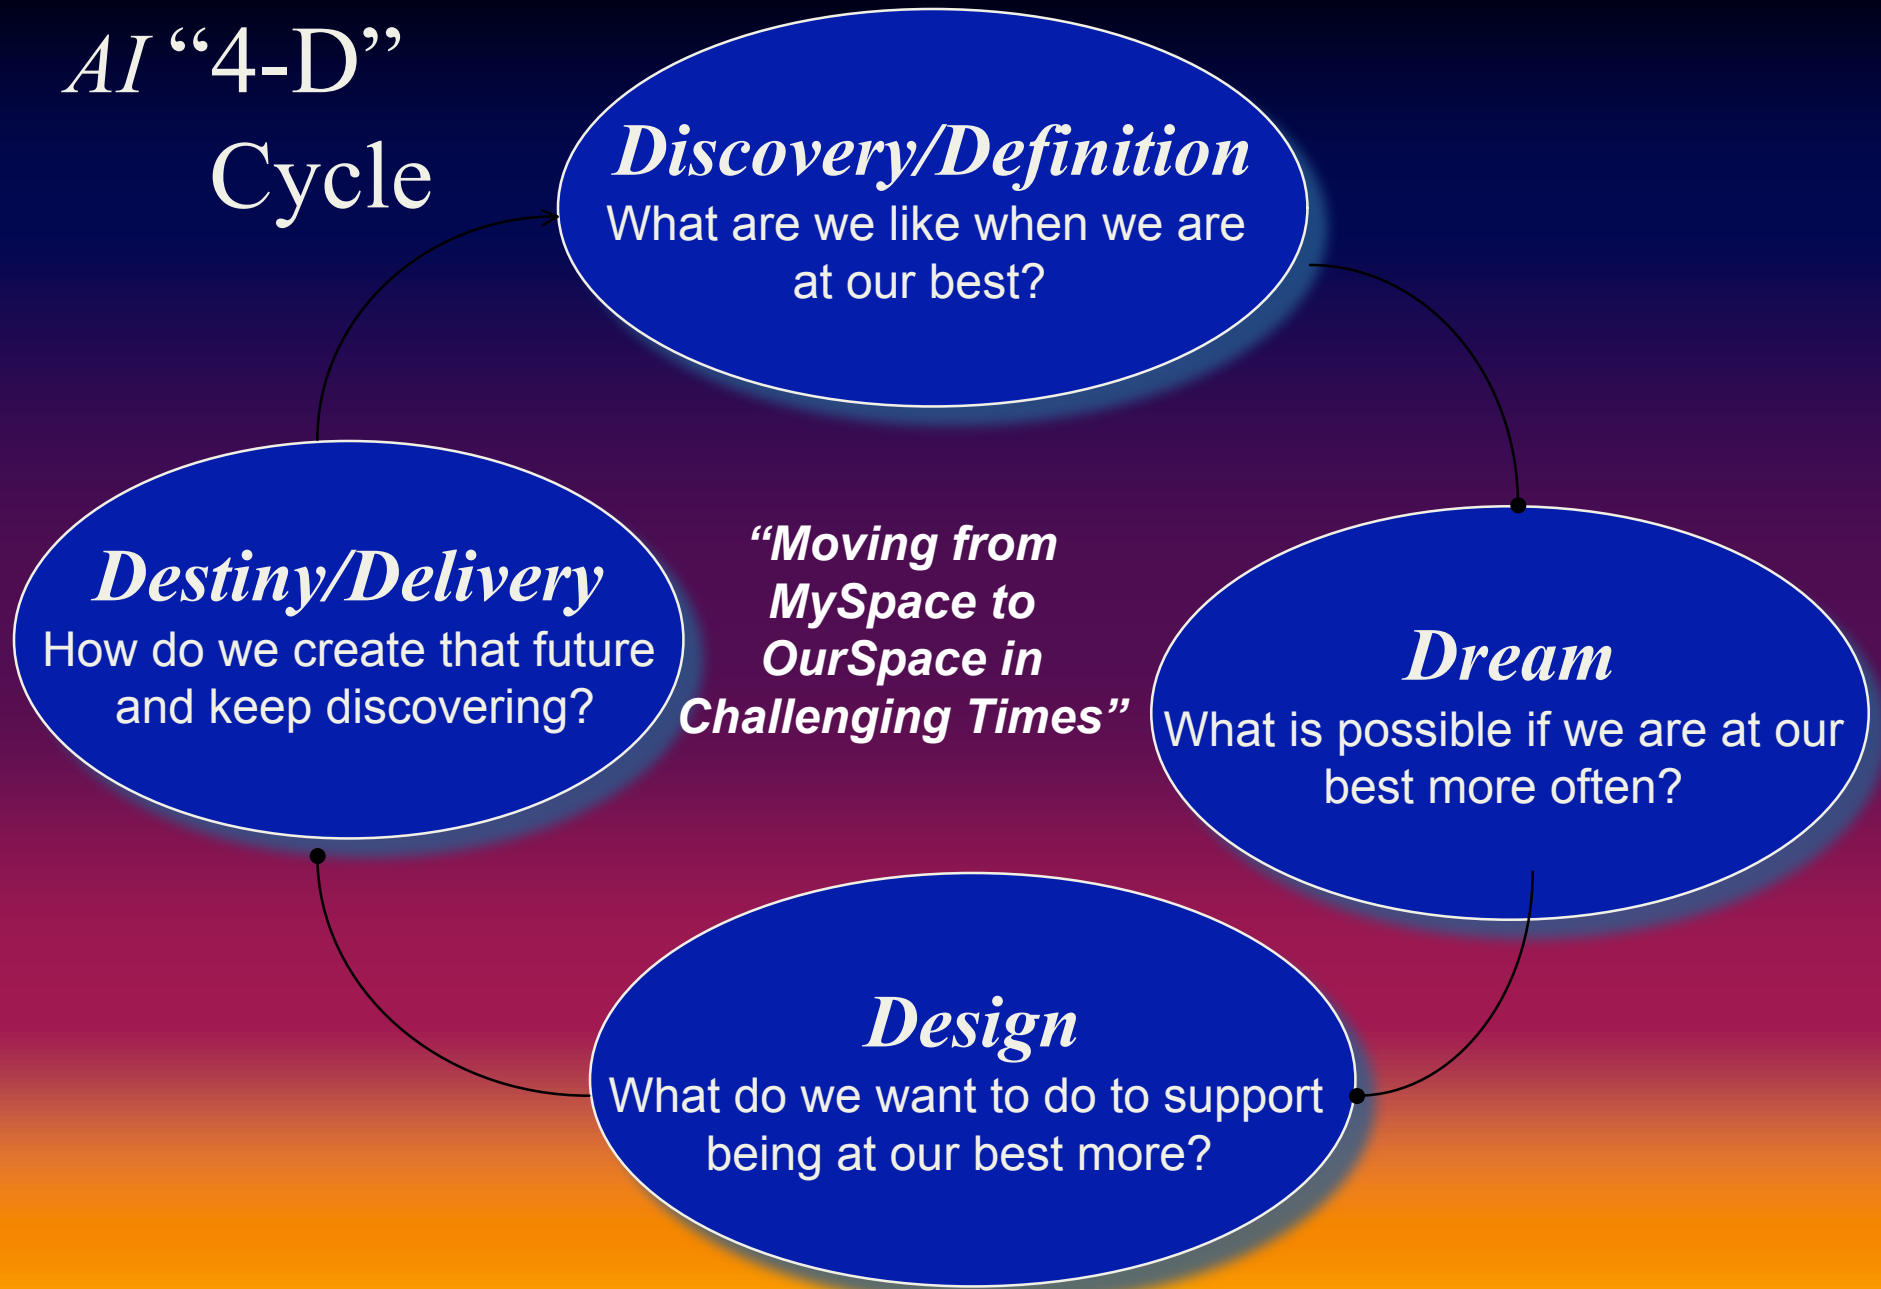 AI “4-D”
Cycle
Discovery/Definition
What are we like when we are
at our best?
Destiny/Delivery
How do we create that future
and keep discovering?
“Moving from
MySpace to
OurSpace in
Challenging Times”
Dream
What is possible if we are at our
best more often?
Design
What do we want to do to support
being at our best more?